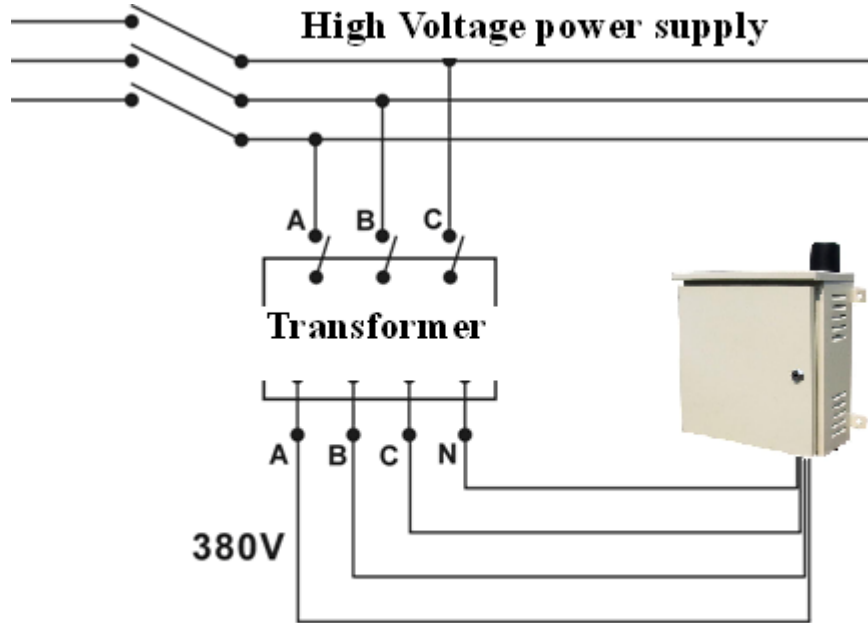 High Voltage power supply
A B C
Transformer
A B C N
380V